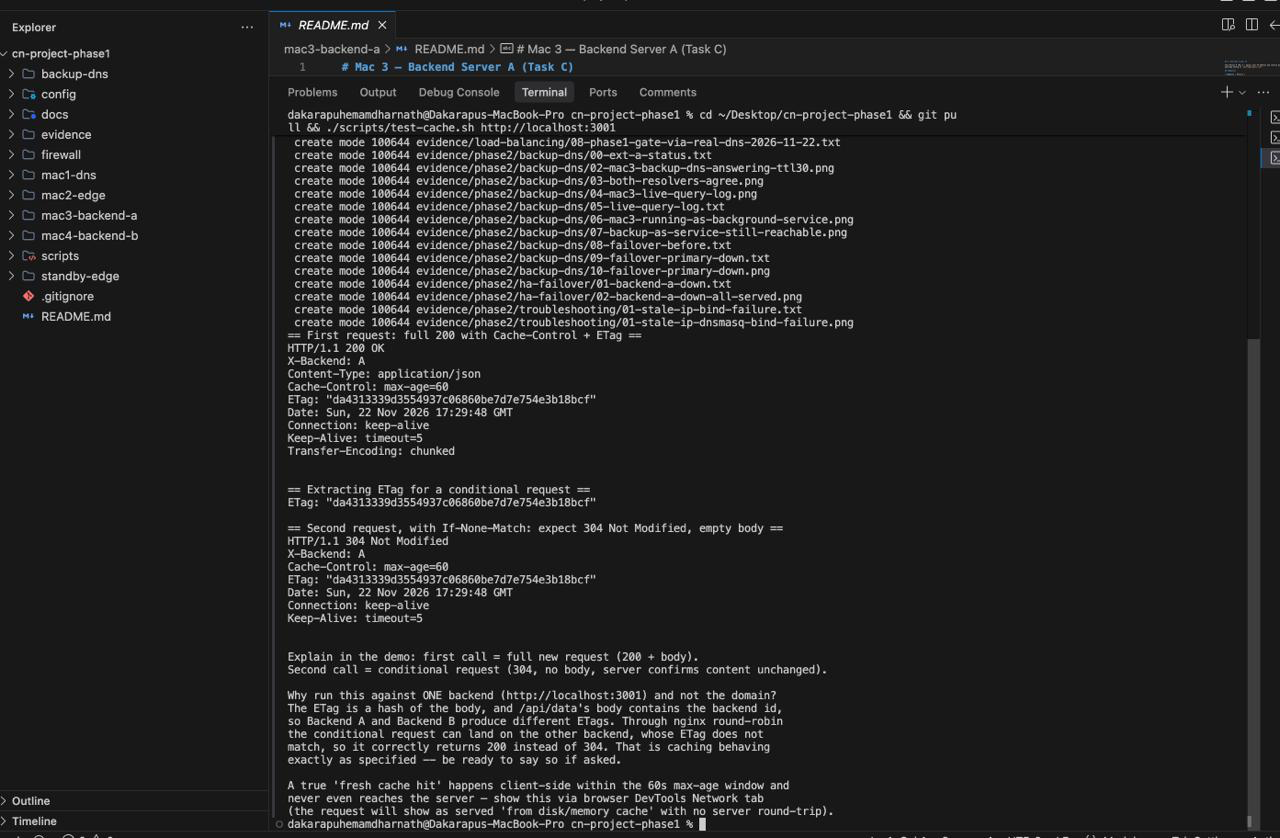 Explorer
···
cn-project-phase1
backup-dns
config
docs
evidence
firewall
mac1-dns
mac2-edge
mac3-backend-a
mac4-backend-b
scripts
standby-edge
.gitignore
README.md
Outline
Timeline
README.md
mac3-backend-a > README.md > # Mac 3 — Backend Server A (Task C)
1 # Mac 3 — Backend Server A (Task C)
Problems Output Debug Console Terminal Ports Comments
dakarapuhemamdharnath@Dakarapus-MacBook-Pro cn-project-phase1 % cd ~/Desktop/cn-project-phase1 && git pu
ll && ./scripts/test-cache.sh http://localhost:3001
create mode 100644 evidence/load-balancing/08-phase1-gate-via-real-dns-2026-11-22.txt
create mode 100644 evidence/phase2/backup-dns/00-ext-a-status.txt
create mode 100644 evidence/phase2/backup-dns/02-mac3-backup-dns-answering-ttl30.png
create mode 100644 evidence/phase2/backup-dns/03-both-resolvers-agree.png
create mode 100644 evidence/phase2/backup-dns/04-mac3-live-query-log.png
create mode 100644 evidence/phase2/backup-dns/05-live-query-log.txt
create mode 100644 evidence/phase2/backup-dns/06-mac3-running-as-background-service.png
create mode 100644 evidence/phase2/backup-dns/07-backup-as-service-still-reachable.png
create mode 100644 evidence/phase2/backup-dns/08-failover-before.txt
create mode 100644 evidence/phase2/backup-dns/09-failover-primary-down.txt
create mode 100644 evidence/phase2/backup-dns/10-failover-primary-down.png
create mode 100644 evidence/phase2/ha-failover/01-backend-a-down.txt
create mode 100644 evidence/phase2/ha-failover/02-backend-a-down-all-served.png
create mode 100644 evidence/phase2/troubleshooting/01-stale-ip-bind-failure.txt
create mode 100644 evidence/phase2/troubleshooting/01-stale-ip-dnsmasq-bind-failure.png
== First request: full 200 with Cache-Control + ETag ==
HTTP/1.1 200 OK
X-Backend: A
Content-Type: application/json
Cache-Control: max-age=60
ETag: "da4313339d3554937c06860be7d7e754e3b18bcf"
Date: Sun, 22 Nov 2026 17:29:48 GMT
Connection: keep-alive
Keep-Alive: timeout=5
Transfer-Encoding: chunked
== Extracting ETag for a conditional request ==
ETag: "da4313339d3554937c06860be7d7e754e3b18bcf"
== Second request, with If-None-Match: expect 304 Not Modified, empty body ==
HTTP/1.1 304 Not Modified
X-Backend: A
Cache-Control: max-age=60
ETag: "da4313339d3554937c06860be7d7e754e3b18bcf"
Date: Sun, 22 Nov 2026 17:29:48 GMT
Connection: keep-alive
Keep-Alive: timeout=5
Explain in the demo: first call = full new request (200 + body).
Second call = conditional request (304, no body, server confirms content unchanged).
Why run this against ONE backend (http://localhost:3001) and not the domain?
The ETag is a hash of the body, and /api/data's body contains the backend id,
so Backend A and Backend B produce different ETags. Through nginx round-robin
the conditional request can land on the other backend, whose ETag does not
match, so it correctly returns 200 instead of 304. That is caching behaving
exactly as specified -- be ready to say so if asked.
A true 'fresh cache hit' happens client-side within the 60s max-age window and
never even reaches the server — show this via browser DevTools Network tab
(the request will show as served 'from disk/memory cache' with no server round-trip).
dakarapuhemamdharnath@Dakarapus-MacBook-Pro cn-project-phase1 %